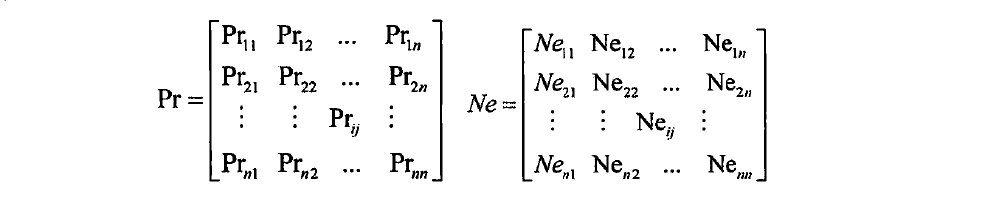 Pr₁₁ Pr₁₂ ... Pr₁ₙ Ne₁₁ Ne₁₂ ... Ne₁ₙ
Pr₂₁ Pr₂₂ ... Pr₂ₙ Ne₂₁ Ne₂₂ ... Ne₂ₙ
Pr = ⋮ ⋮ Prᵢⱼ ⋮ Ne = ⋮ ⋮ Neᵢⱼ ⋮
Prₙ₁ Prₙ₂ ... Prₙₙ Neₙ₁ Neₙ₂ ... Neₙₙ